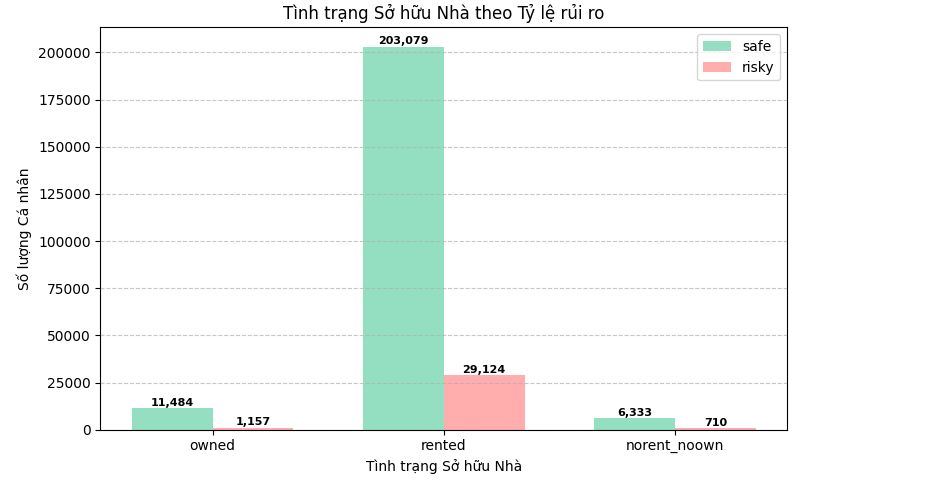 Tình trạng Sở hữu Nhà theo Tỷ lệ rủi ro
safe
risky
Số lượng Cá nhân
200000
175000
150000
125000
100000
75000
50000
25000
0
203,079
29,124
11,484
1,157
6,333
710
owned
rented
norent_noown
Tình trạng Sở hữu Nhà